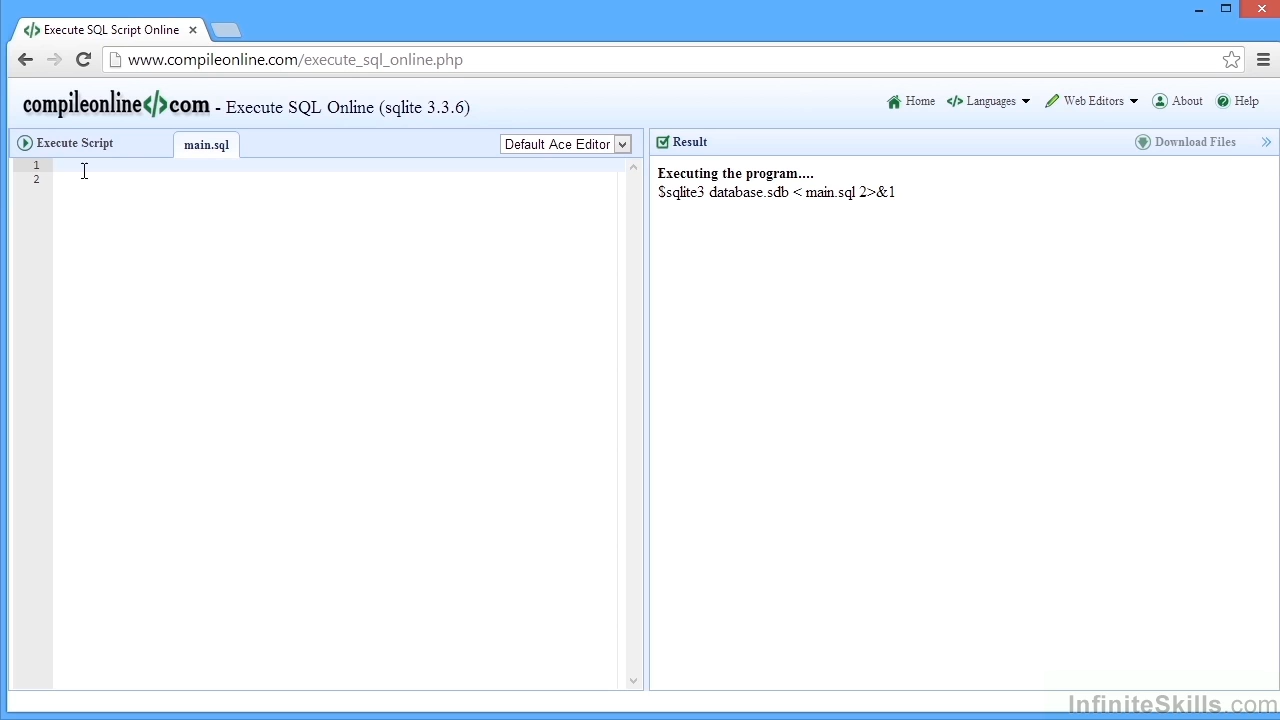 Execute SQL Script Online
www.compileonline.com/execute_sql_online.php
compileonline</>com - Execute SQL Online (sqlite 3.3.6)
Home
</> Languages
Web Editors
About
Help
Execute Script
main.sql
Default Ace Editor
Result
Download Files
1
2
Executing the program....
$sqlite3 database.sdb < main.sql 2>&1
InfiniteSkills.com